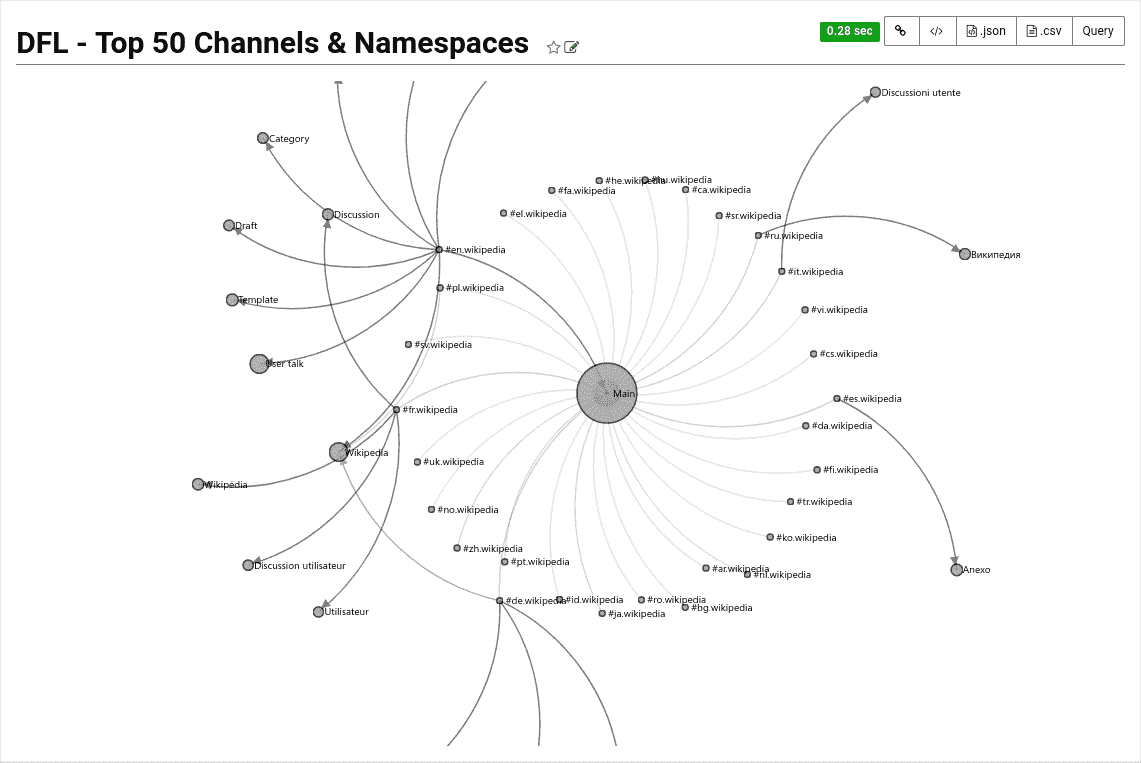 DFL - Top 50 Channels & Namespaces
0.28 sec
.json
.csv
Query
Discussioni utente
Category
#he.wikipedia
#hu.wikipedia
#fa.wikipedia
#ca.wikipedia
#el.wikipedia
Discussion
#sr.wikipedia
Draft
#ru.wikipedia
#en.wikipedia
Википедия
#it.wikipedia
#pl.wikipedia
Template
#vi.wikipedia
#sv.wikipedia
#cs.wikipedia
User talk
Main
#es.wikipedia
#fr.wikipedia
#da.wikipedia
Wikipedia
#uk.wikipedia
#fi.wikipedia
Wikipédia
#tr.wikipedia
#no.wikipedia
#ko.wikipedia
#zh.wikipedia
#pt.wikipedia
Discussion utilisateur
#ar.wikipedia
#nl.wikipedia
Anexo
#de.wikipedia
#id.wikipedia
#ro.wikipedia
#bg.wikipedia
Utilisateur
#ja.wikipedia